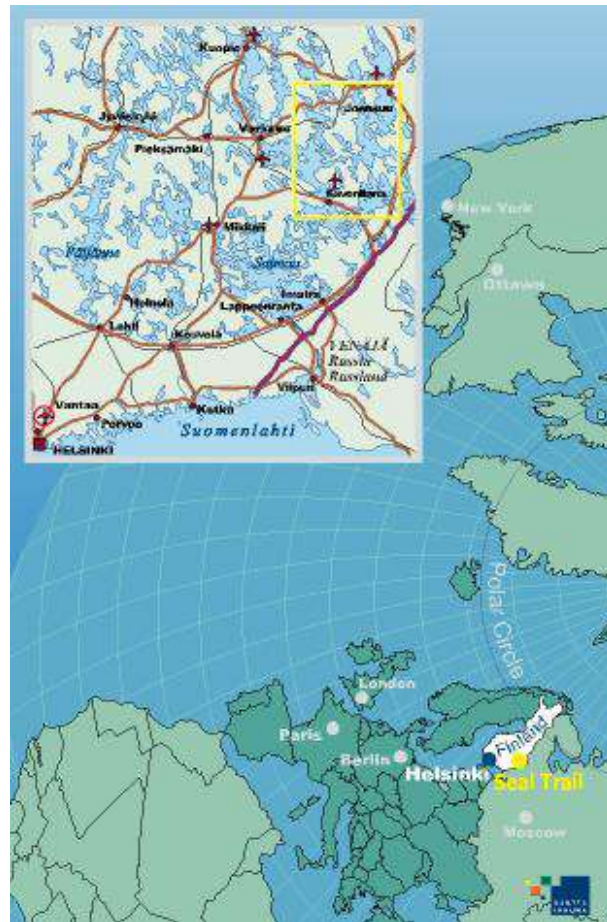 Kuopio
Joensuu
Jyväskylä
Varkaus
Pieksämäki
Savonlinna
Mikkeli
Päijänne
Saimaa
Heinola
Imatra
Lappeenranta
Lahti
Kouvola
VENÄJÄ
Russia
Russland
Viipuri
Vantaa
Porvoo
Kotka
Suomenlahti
HELSINKI
New York
Ottawa
Polar Circle
London
Paris
Berlin
Finland
Helsinki
Seal Trail
Moscow